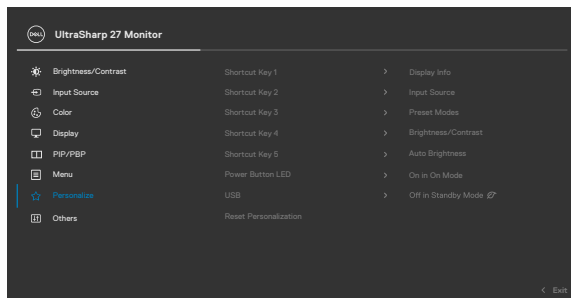 DELL UltraSharp 27 Monitor
Brightness/Contrast Shortcut Key 1 > Display Info
Input Source Shortcut Key 2 > Input Source
Color Shortcut Key 3 > Preset Modes
Display Shortcut Key 4 > Brightness/Contrast
PIP/PBP Shortcut Key 5 > Auto Brightness
Menu Power Button LED > On in On Mode
Personalize USB > Off in Standby Mode
Others Reset Personalization
< Exit